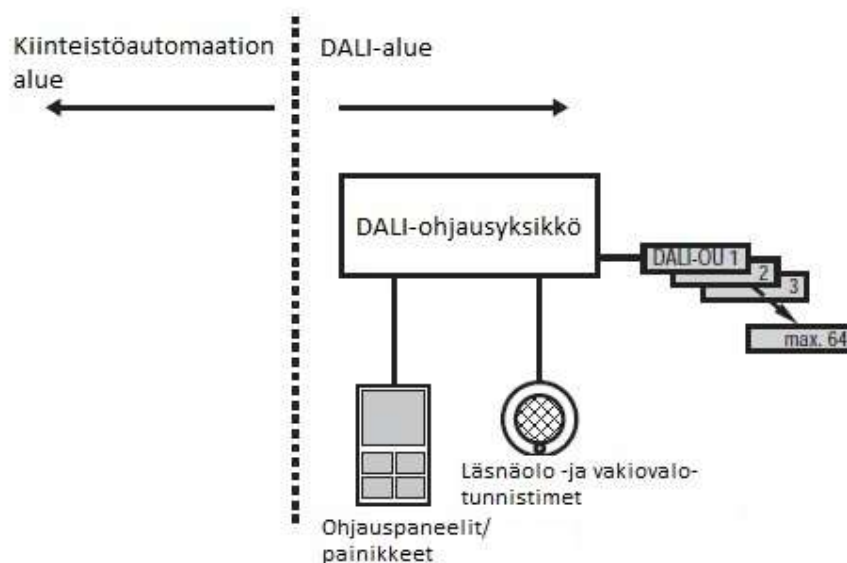 Kiinteistöautomaation
alue
DALI-alue
DALI-ohjausyksikkö
DALI-OU 1
2
3
max. 64
Läsnäolo -ja vakiovalo-
tunnistimet
Ohjauspaneelit/
painikkeet